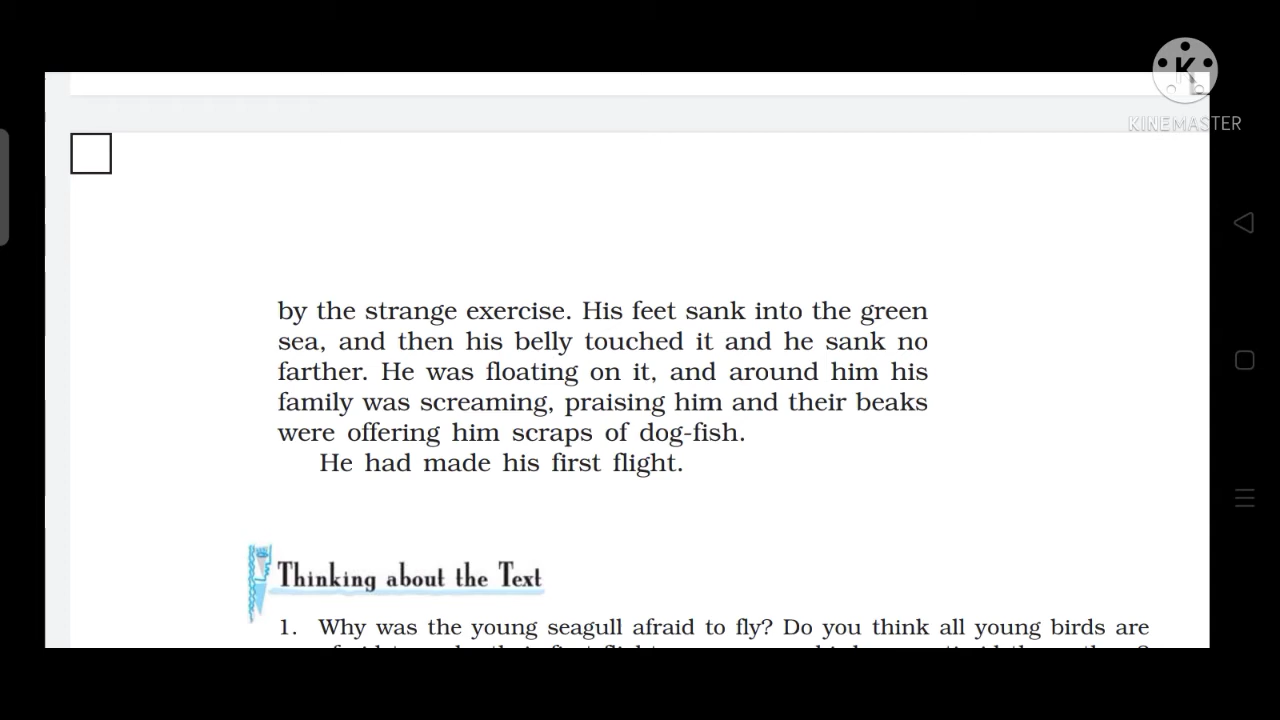 KINEMASTER
by the strange exercise. His feet sank into the green
sea, and then his belly touched it and he sank no
farther. He was floating on it, and around him his
family was screaming, praising him and their beaks
were offering him scraps of dog-fish.
He had made his first flight.
Thinking about the Text
1. Why was the young seagull afraid to fly? Do you think all young birds are